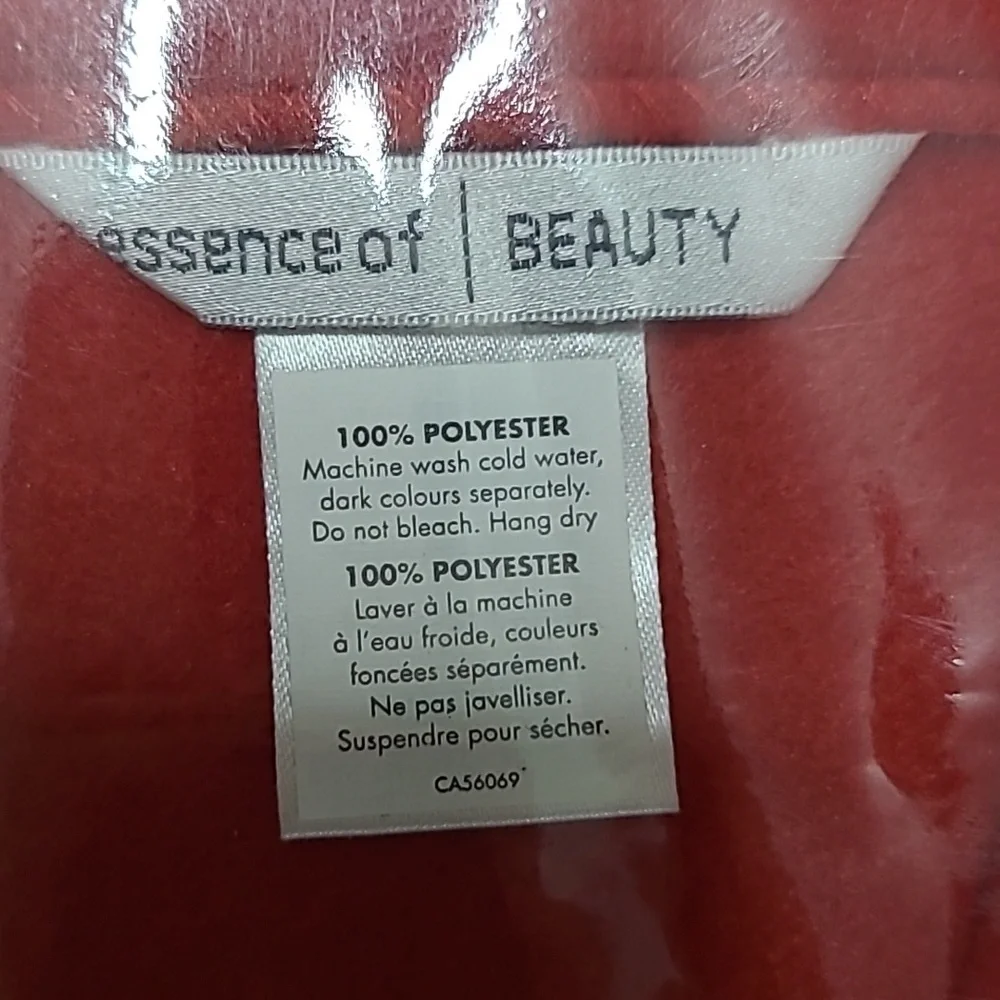 essence of | BEAUTY
100% POLYESTER
Machine wash cold water,
dark colours separately.
Do not bleach. Hang dry
100% POLYESTER
Laver à la machine
à l'eau froide, couleurs
foncées séparément.
Ne pas javelliser.
Suspendre pour sécher.
CA56069